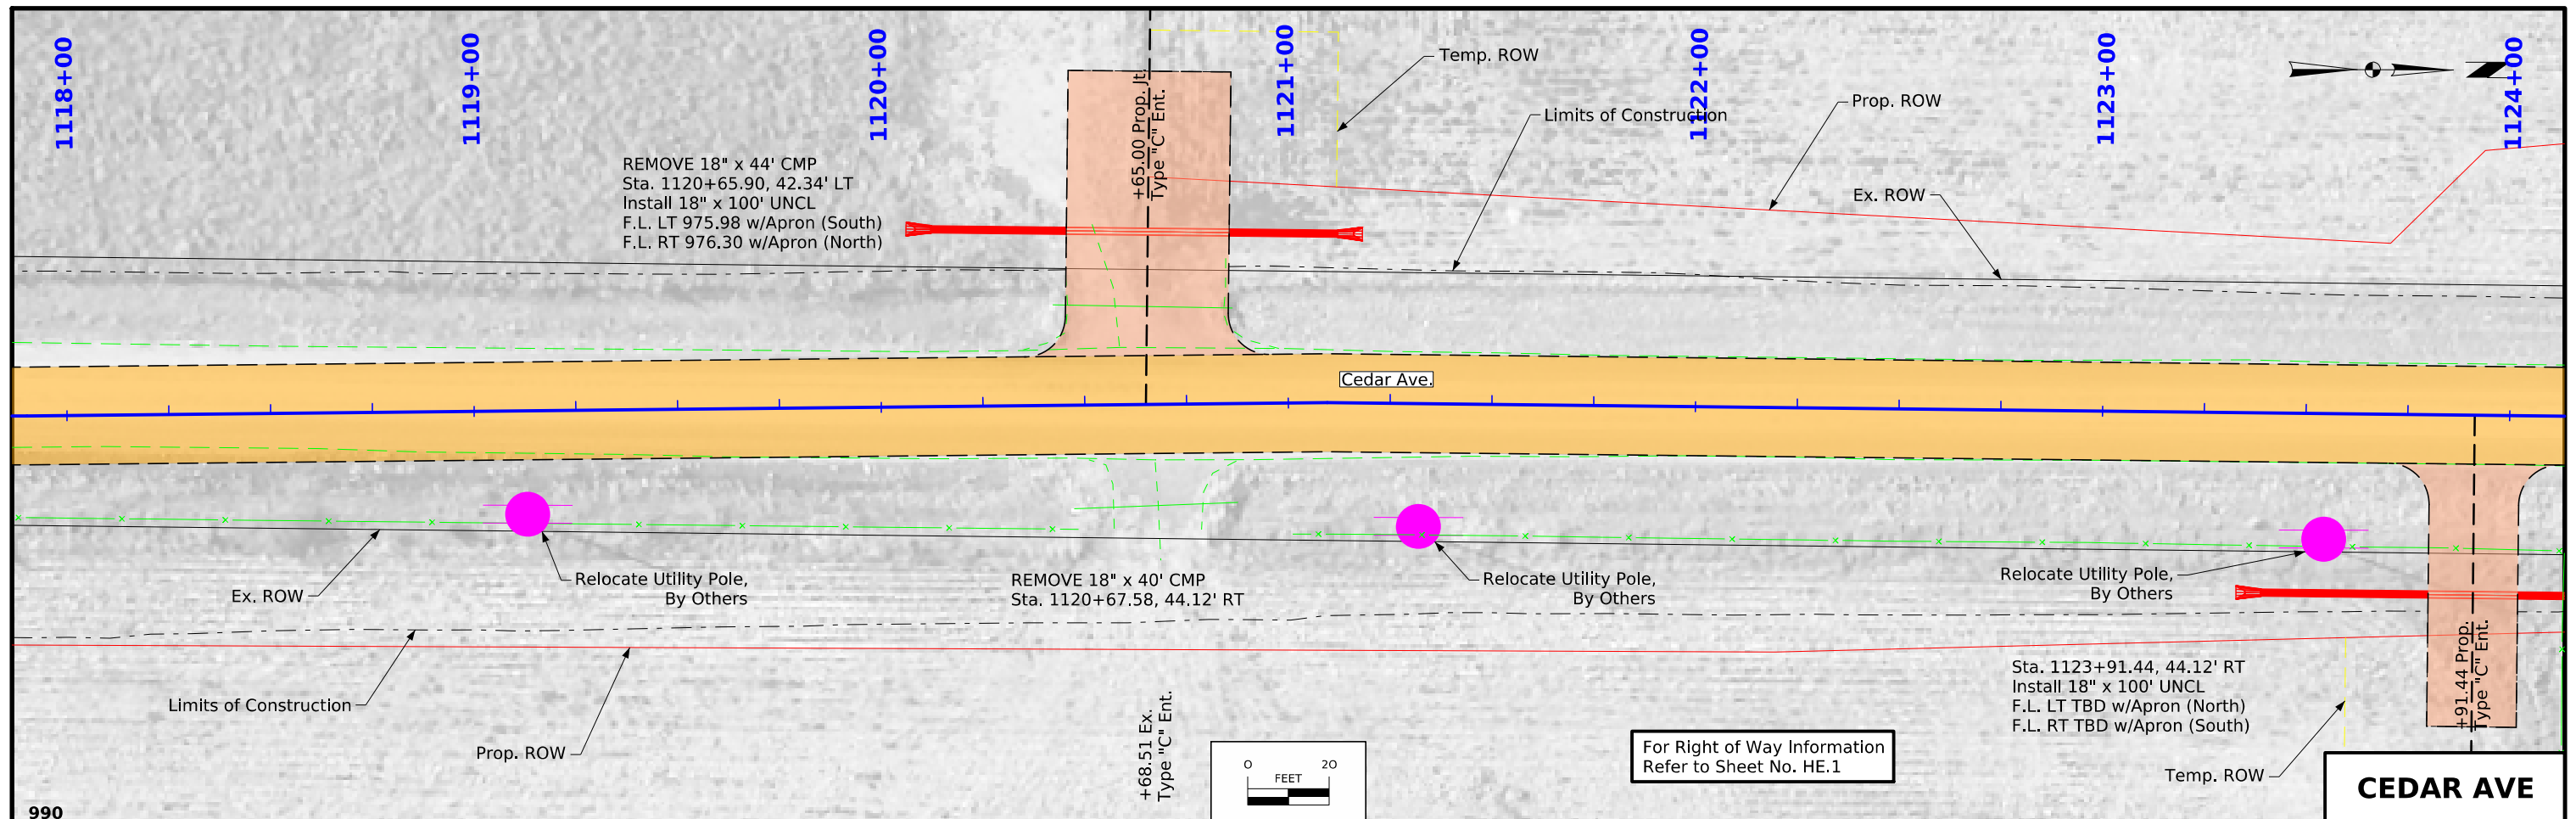 1118+00
1119+00
1120+00
1121+00
1122+00
1123+00
1124+00
+65.00 Prop. Jt.
Type "C" Ent.
Temp. ROW
Limits of Construction
Prop. ROW
Ex. ROW
REMOVE 18" x 44' CMP
Sta. 1120+65.90, 42.34' LT
Install 18" x 100' UNCL
F.L. LT 975.98 w/Apron (South)
F.L. RT 976.30 w/Apron (North)
Cedar Ave.
Ex. ROW
Relocate Utility Pole,
By Others
REMOVE 18" x 40' CMP
Sta. 1120+67.58, 44.12' RT
Relocate Utility Pole,
By Others
Relocate Utility Pole,
By Others
Limits of Construction
Prop. ROW
+68.51 Ex.
Type "C" Ent.
Sta. 1123+91.44, 44.12' RT
Install 18" x 100' UNCL
F.L. LT TBD w/Apron (North)
F.L. RT TBD w/Apron (South)
+91.44 Prop.
Type "C" Ent.
Temp. ROW
0 20
FEET
For Right of Way Information
Refer to Sheet No. HE.1
CEDAR AVE
990